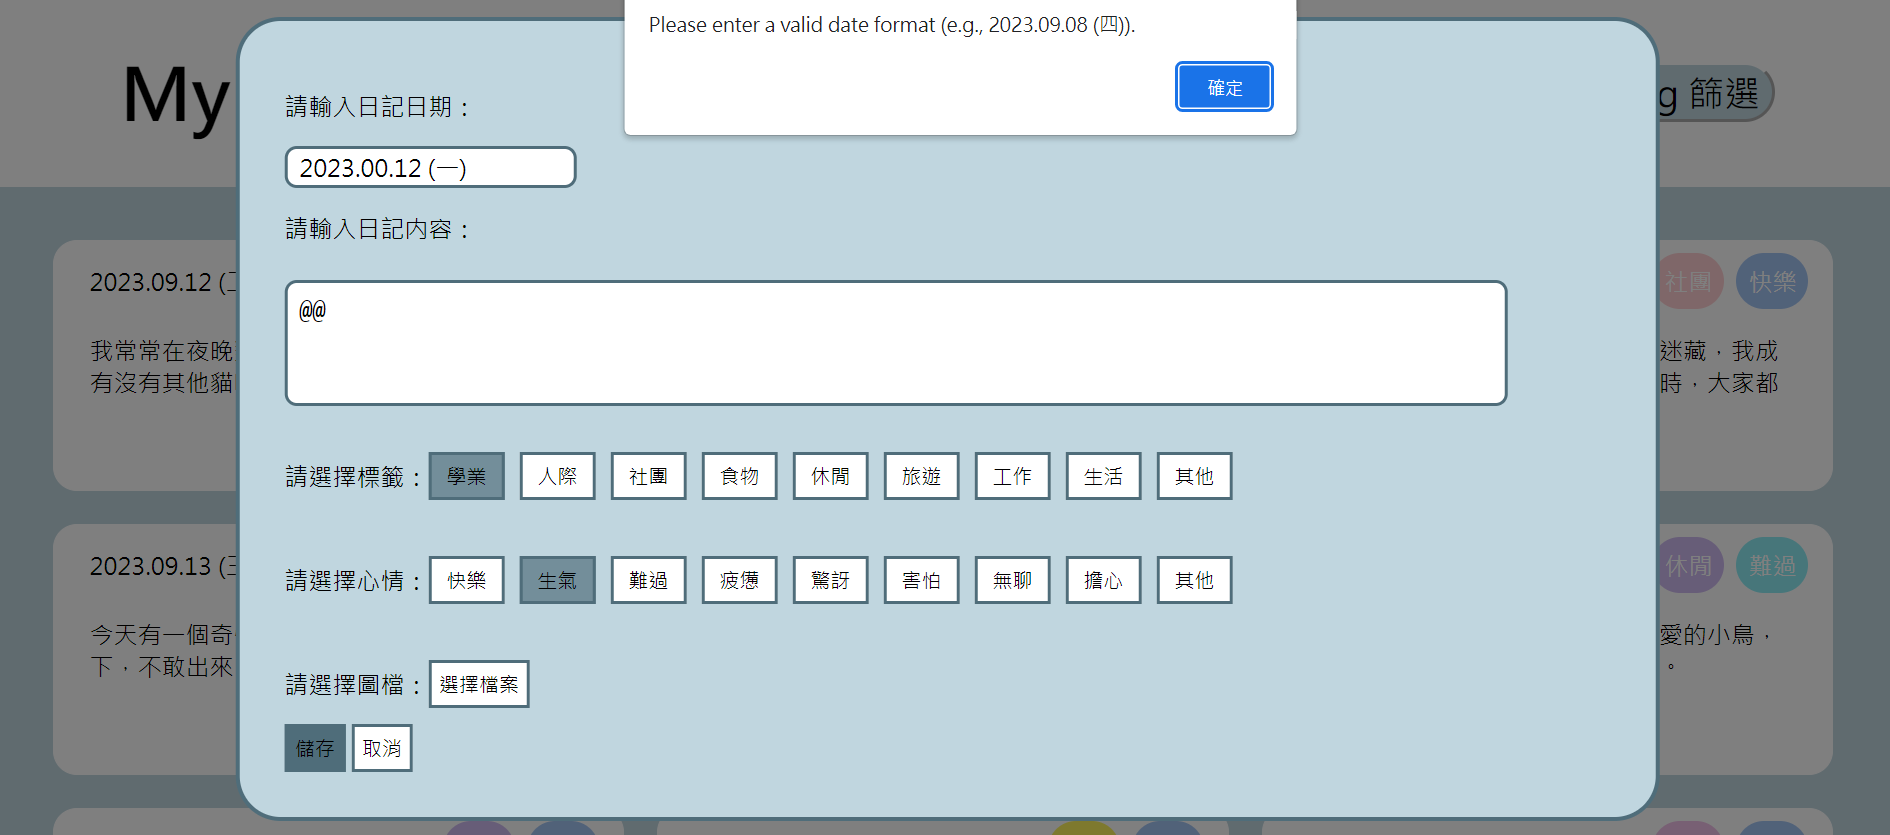 Please enter a valid date format (e.g., 2023.09.08 (四)).
確定
My
g 篩選
請輸入日記日期：
2023.00.12 (一)
請輸入日記內容：
@@
請選擇標籤：
學業 人際 社團 食物 休閒 旅遊 工作 生活 其他
請選擇心情：
快樂 生氣 難過 疲憊 驚訝 害怕 無聊 擔心 其他
請選擇圖檔：
選擇檔案
儲存 取消
2023.09.12
我常常在夜晚
有沒有其他貓
社團 快樂
迷藏，我成
時，大家都
2023.09.13
今天有一個奇
下，不敢出來
休閒 難過
愛的小鳥，
。